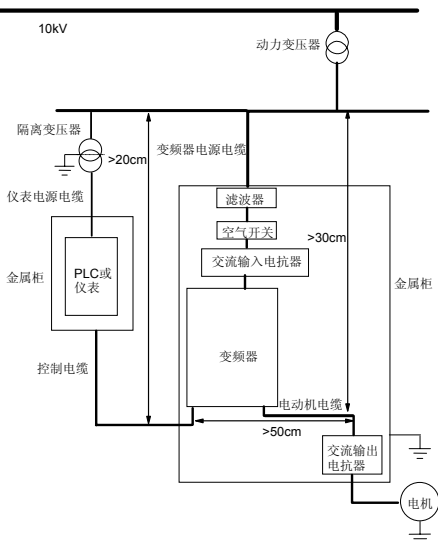 10kV
动力变压器
隔离变压器
>20cm
变频器电源电缆
仪表电源电缆
滤波器
空气开关
>30cm
交流输入电抗器
金属柜
PLC或
仪表
金属柜
变频器
控制电缆
电动机电缆
>50cm
交流输出
电抗器
电机